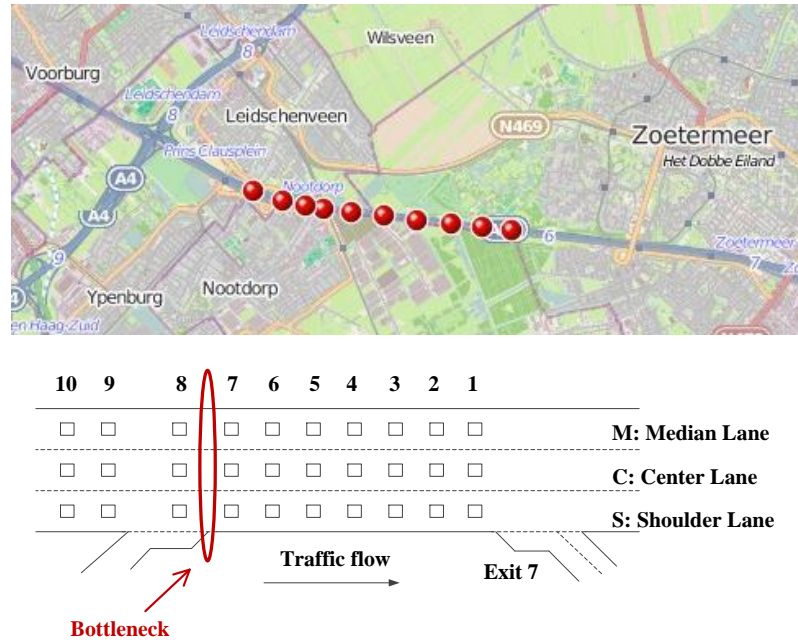 Leidschendam
8
Wilsveen
Voorburg
Leidschendam
8
Leidschenveen
N469
Zoetermeer
Het Dobbe Eiland
Prins Clausplein
A4
Nootdorp
A4
6
Zoetermeer
7
9
Ypenburg
Nootdorp
en Haag-Zuid
10 9 8 7 6 5 4 3 2 1
M: Median Lane
C: Center Lane
S: Shoulder Lane
Traffic flow
Exit 7
Bottleneck